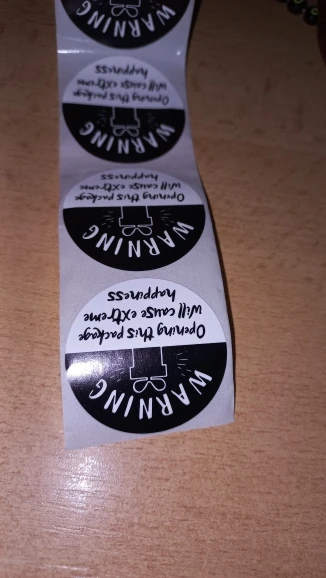 WARNING
Opening this package
will cause extreme
happiness
WARNING
Opening this package
will cause extreme
happiness
WARNING
Opening this package
will cause extreme
happiness
WARNING